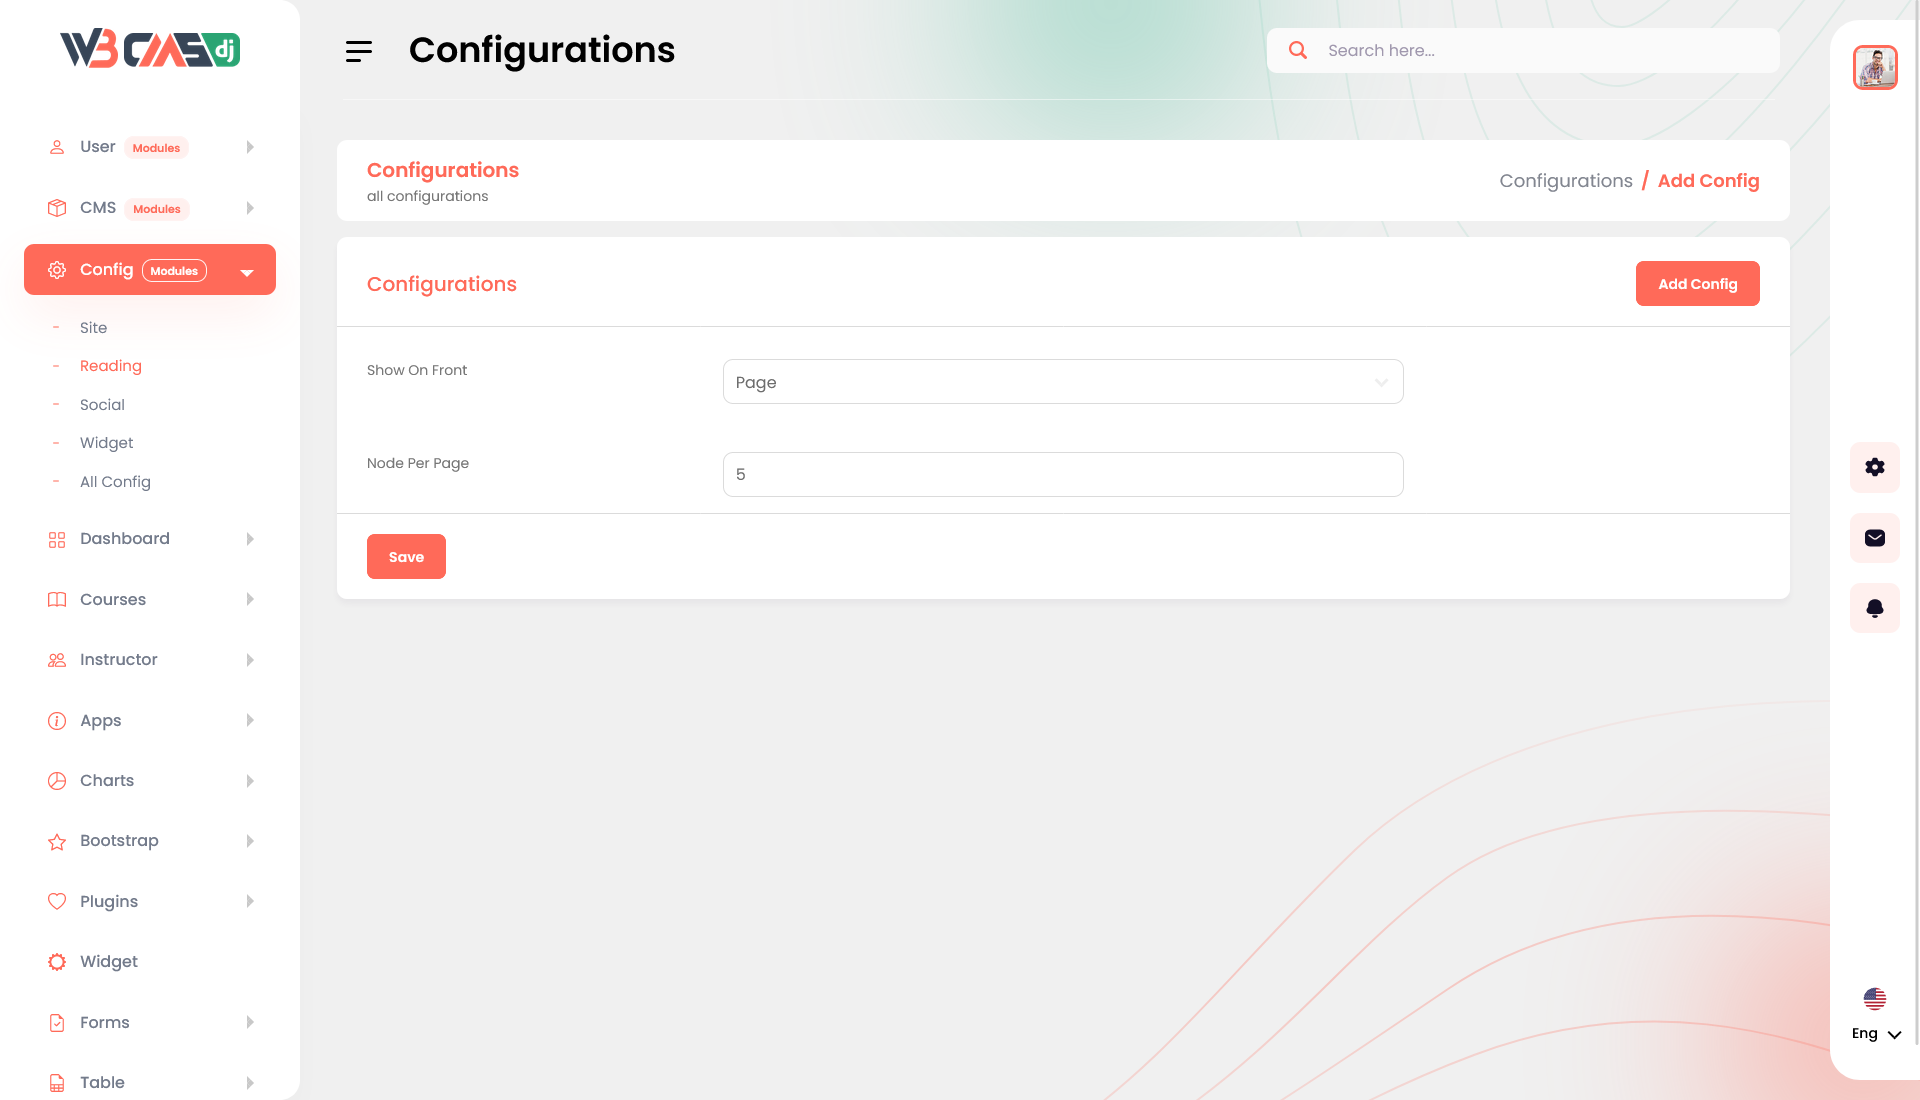 W3CMSdj
Configurations
Search here...
User Modules
CMS Modules
Config Modules
Site
Reading
Social
Widget
All Config
Dashboard
Courses
Instructor
Apps
Charts
Bootstrap
Plugins
Widget
Forms
Table
Configurations
all configurations
Configurations / Add Config
Configurations
Add Config
Show On Front
Page
Node Per Page
5
Save
Eng